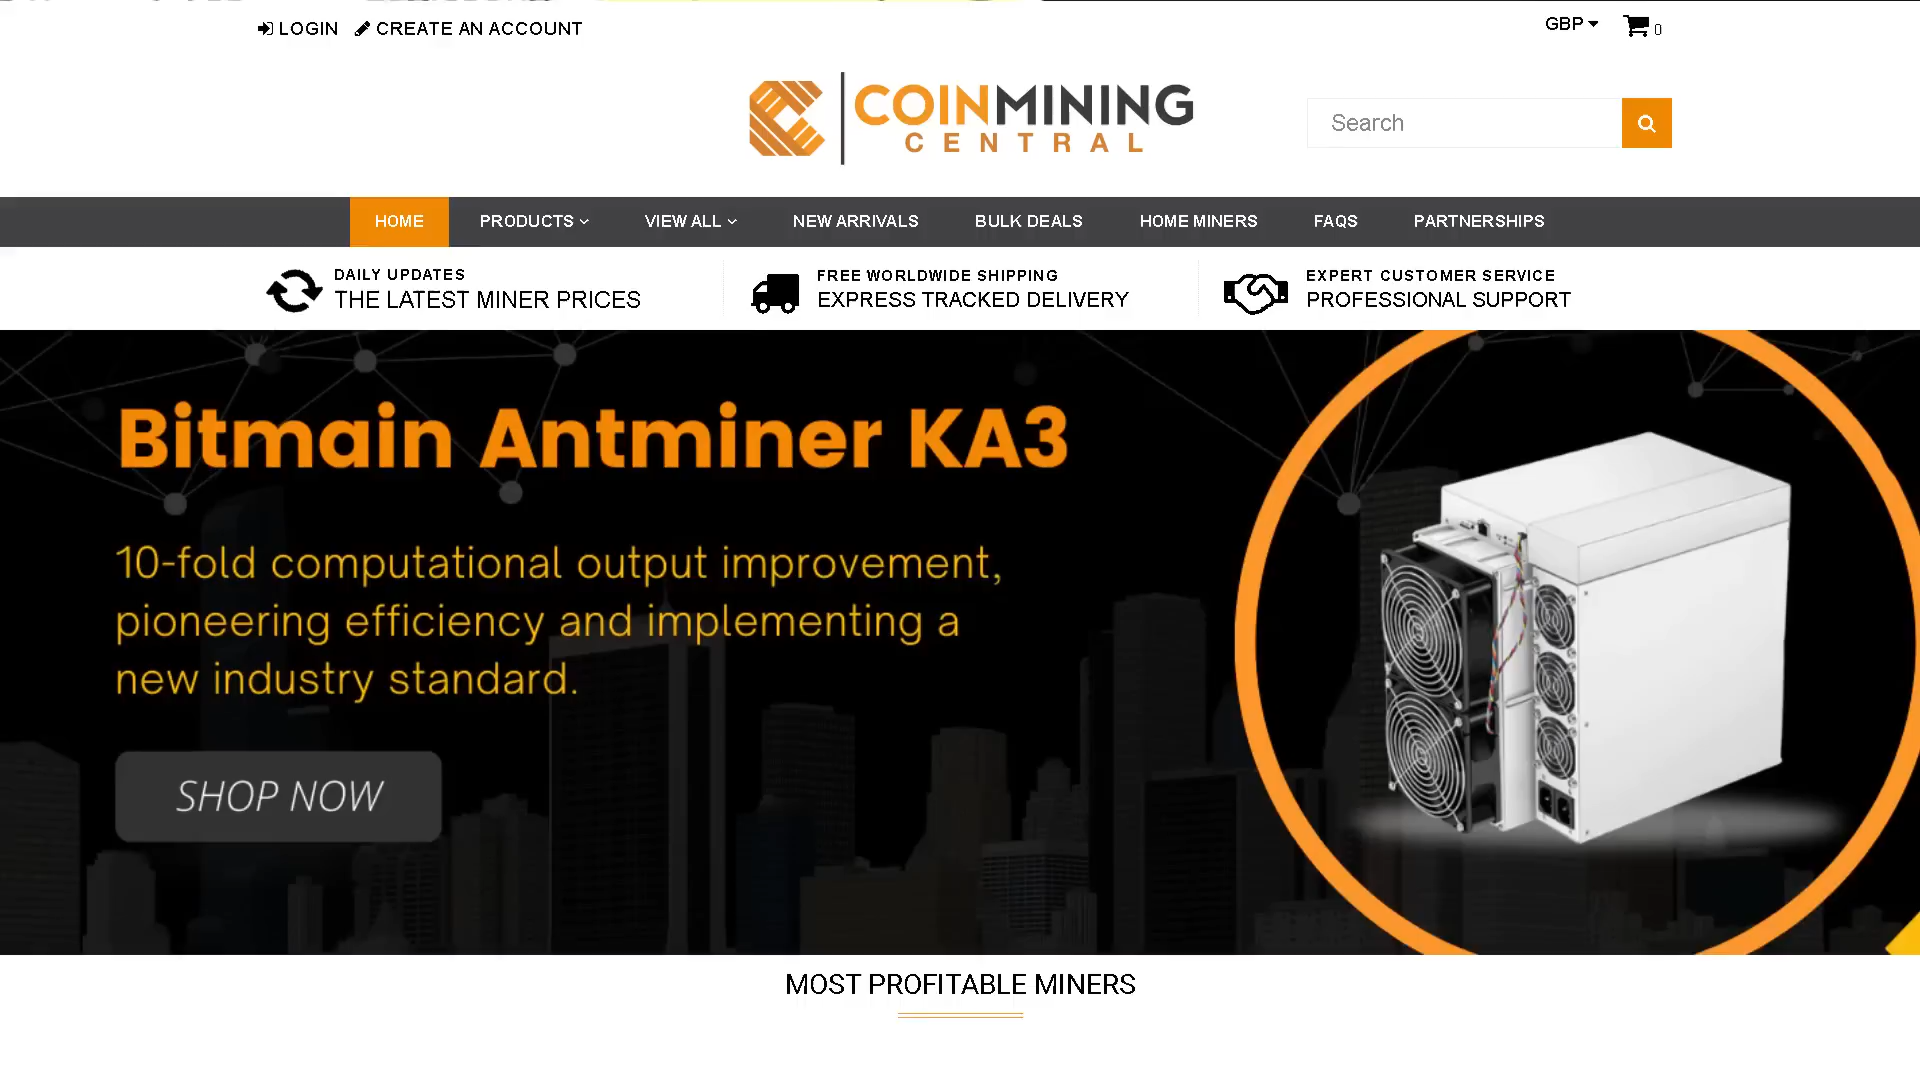 LOGIN CREATE AN ACCOUNT
GBP 0
COINMINING
CENTRAL
Search
HOME PRODUCTS VIEW ALL NEW ARRIVALS BULK DEALS HOME MINERS FAQS PARTNERSHIPS
DAILY UPDATES
THE LATEST MINER PRICES
FREE WORLDWIDE SHIPPING
EXPRESS TRACKED DELIVERY
EXPERT CUSTOMER SERVICE
PROFESSIONAL SUPPORT
Bitmain Antminer KA3
10-fold computational output improvement,
pioneering efficiency and implementing a
new industry standard.
SHOP NOW
MOST PROFITABLE MINERS